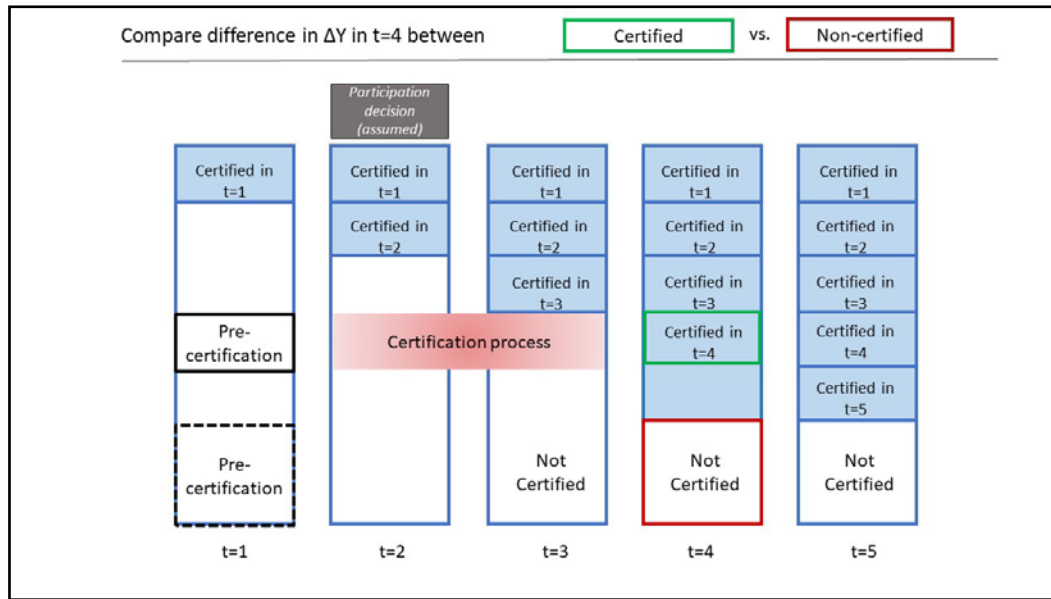 Compare difference in ΔY in t=4 between
Certified
vs.
Non-certified
Participation
decision
(assumed)
Certified in
t=1
Certified in
t=1
Certified in
t=1
Certified in
t=1
Certified in
t=1
Certified in
t=2
Certified in
t=2
Certified in
t=2
Certified in
t=2
Certified in
t=3
Certified in
t=3
Certified in
t=3
Pre-
certification
Certification process
Certified in
t=4
Certified in
t=4
Certified in
t=5
Pre-
certification
Not
Certified
Not
Certified
Not
Certified
t=1
t=2
t=3
t=4
t=5